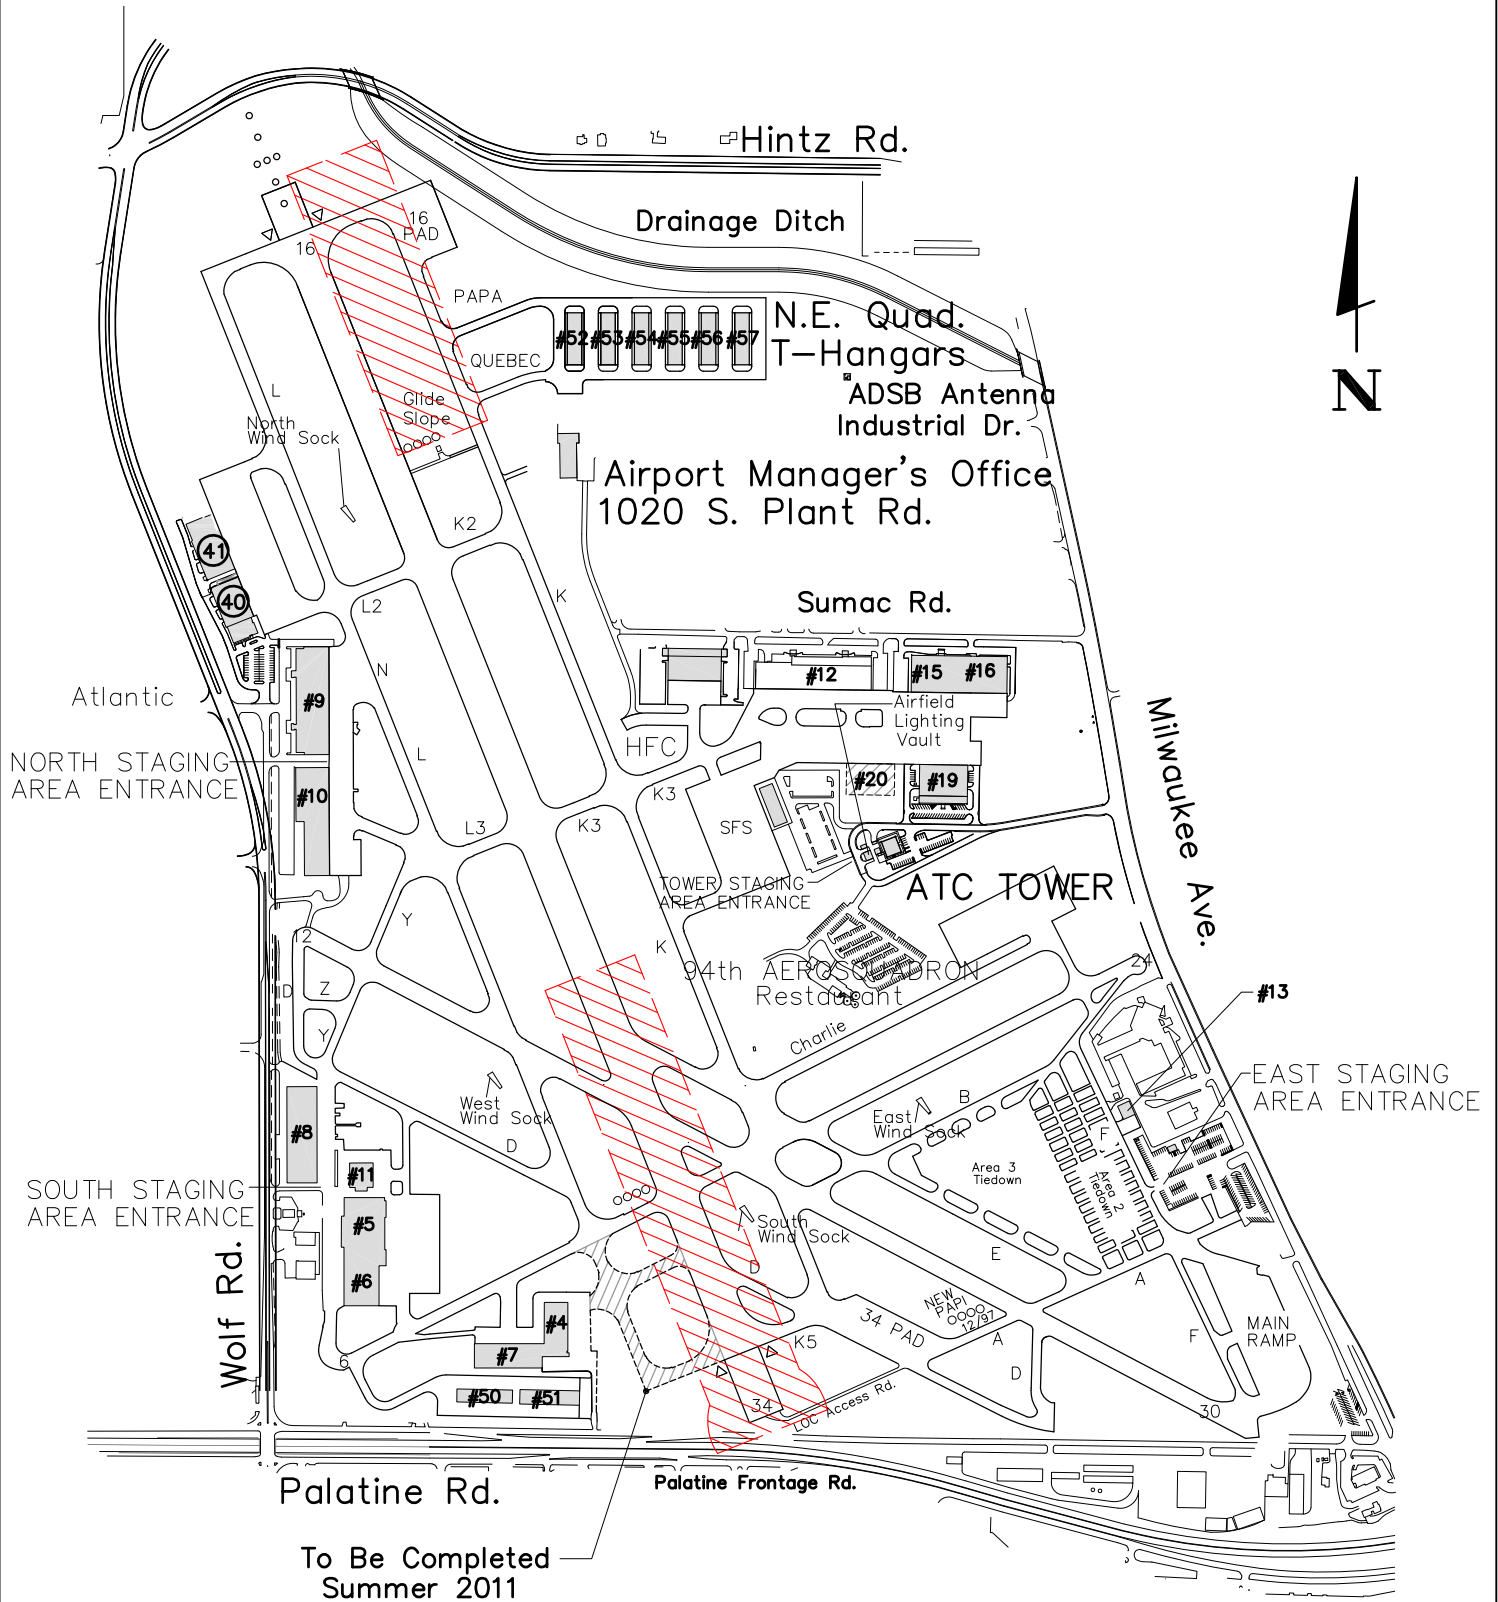 Hintz Rd.
Drainage Ditch
16
PAD
16
PAPA
N.E. Quad.
T-Hangars
#52
#53
#54
#55
#56
#57
QUEBEC
ADSB Antenna
Industrial Dr.
N
L
Glide
Slope
North
Wind Sock
Airport Manager's Office
1020 S. Plant Rd.
K2
41
40
K
L2
Sumac Rd.
N
#9
#12
#15
#16
Atlantic
Airfield
Lighting
Vault
Milwaukee Ave.
HFC
L
NORTH STAGING
AREA ENTRANCE
#10
#20
#19
K3
K3
L3
SFS
TOWER STAGING
AREA ENTRANCE
ATC TOWER
Y
12
K
94th AEROSQUADRON
Restaurant
24
D
Z
#13
Y
Charlie
EAST STAGING
AREA ENTRANCE
West
Wind Sock
B
East
Wind Sock
#8
D
F
Area 3
Tiedown
Area 2
Tiedown
#11
SOUTH STAGING
AREA ENTRANCE
#5
South
Wind Sock
E
D
A
#6
Wolf Rd.
NEW
PAPI
12/97
34 PAD
#4
K5
A
F
MAIN
RAMP
#7
6
D
#50
#51
34
LOC Access Rd.
30
Palatine Rd.
Palatine Frontage Rd.
To Be Completed
Summer 2011